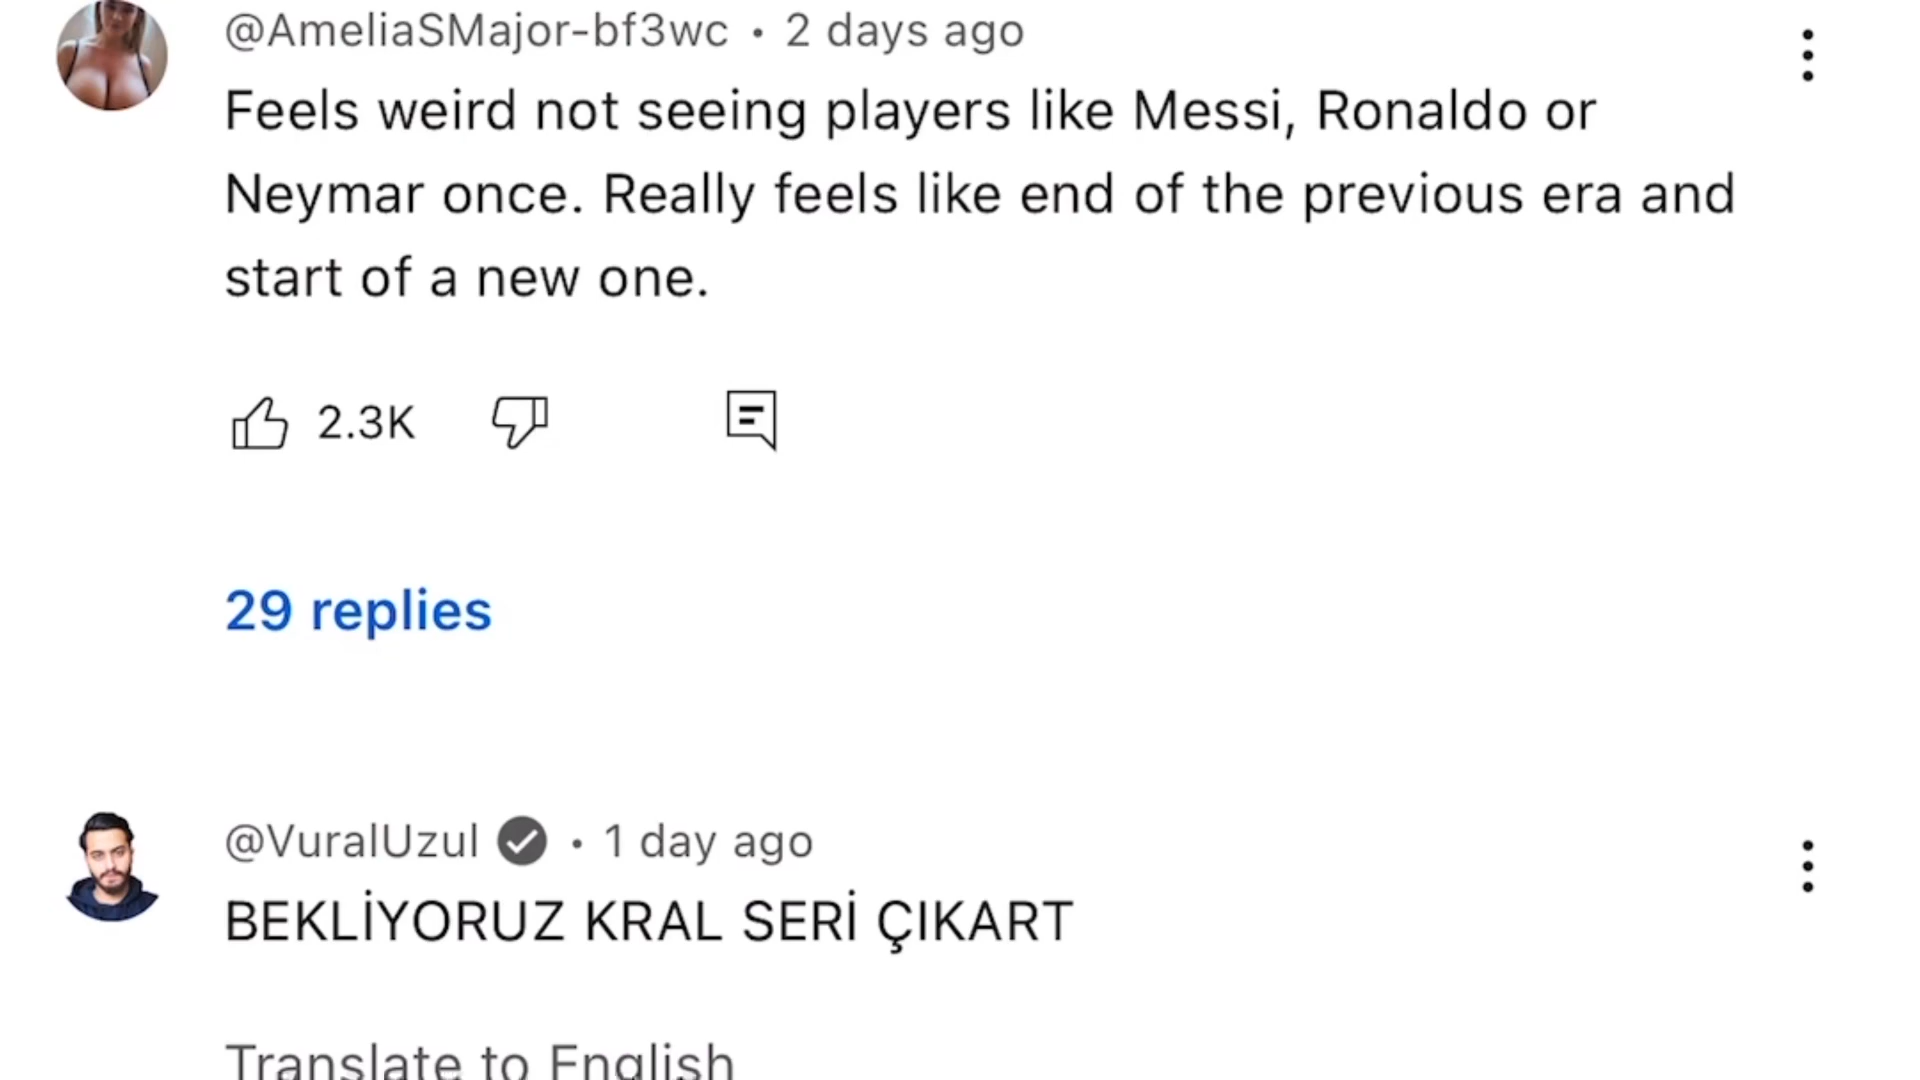 @AmeliaSMajor-bf3wc • 2 days ago
Feels weird not seeing players like Messi, Ronaldo or
Neymar once. Really feels like end of the previous era and
start of a new one.
2.3K
29 replies
@VuralUzul • 1 day ago
BEKLİYORUZ KRAL SERİ ÇIKART
Translate to English